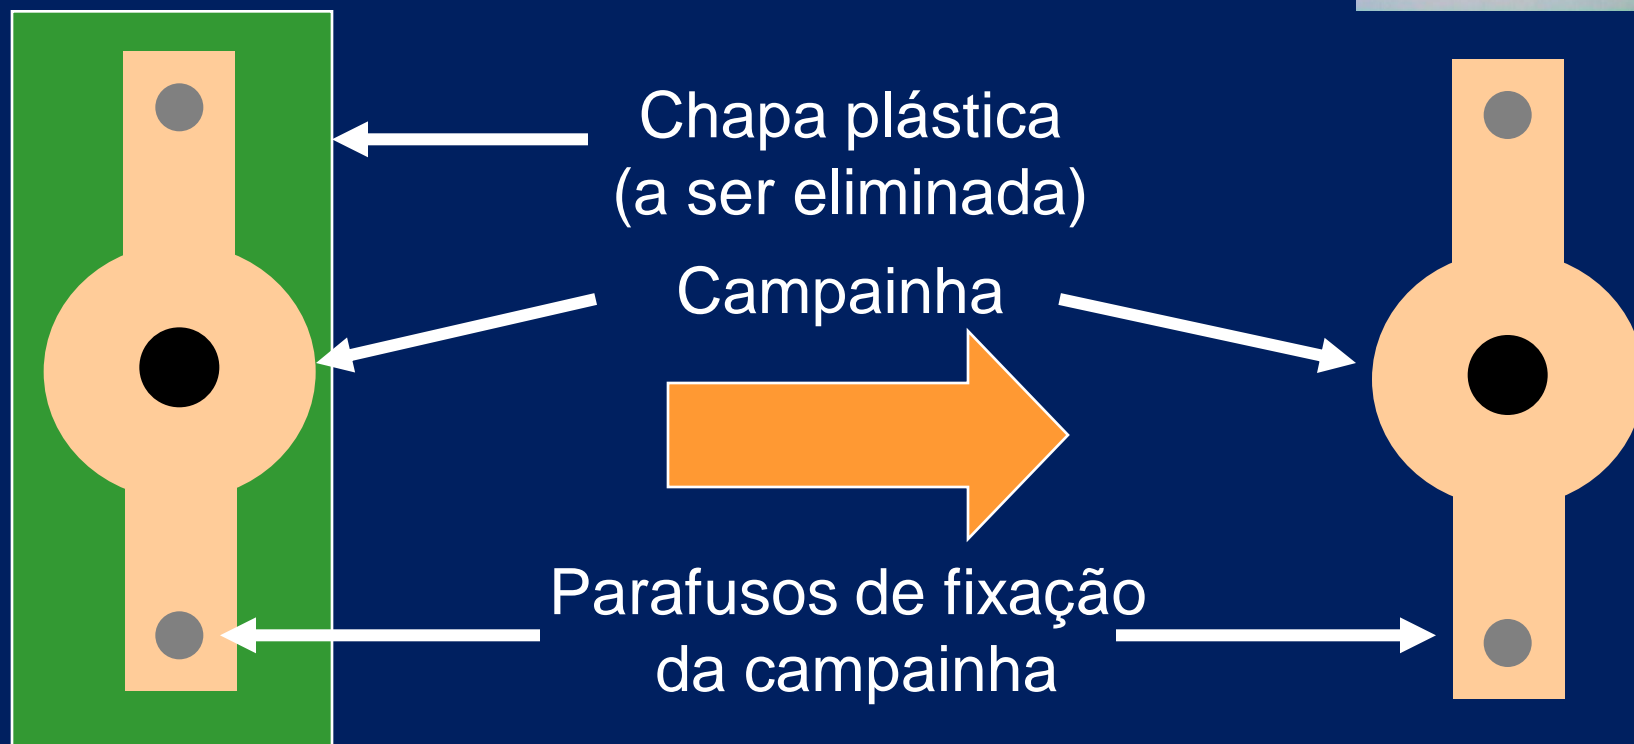 Chapa plástica
(a ser eliminada)
Campainha
Parafusos de fixação
da campainha